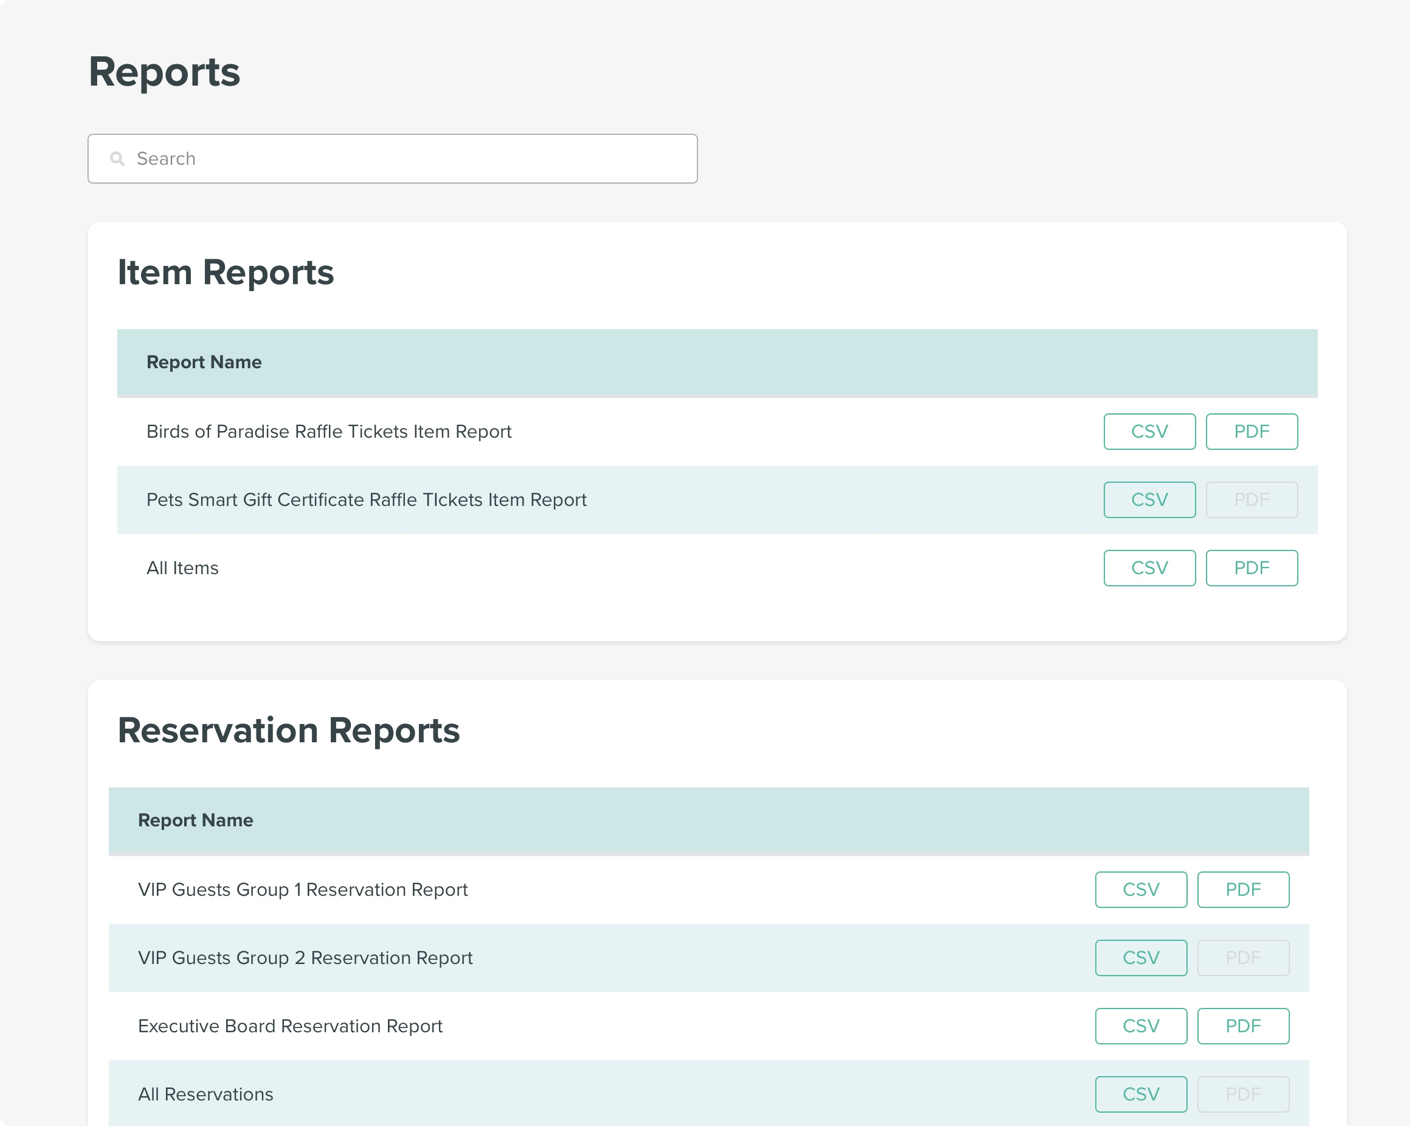 Reports
Search
Item Reports
Report Name
Birds of Paradise Raffle Tickets Item Report CSV PDF
Pets Smart Gift Certificate Raffle TIckets Item Report CSV PDF
All Items CSV PDF
Reservation Reports
Report Name
VIP Guests Group 1 Reservation Report CSV PDF
VIP Guests Group 2 Reservation Report CSV PDF
Executive Board Reservation Report CSV PDF
All Reservations CSV PDF